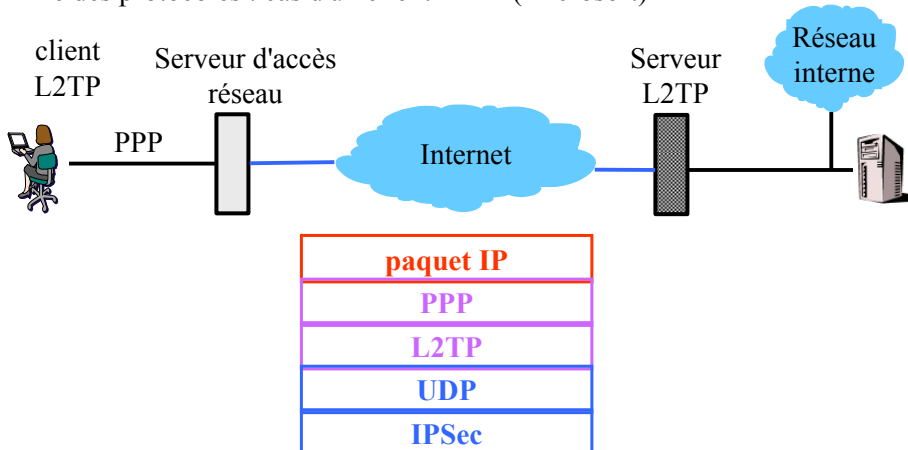 client
L2TP
Serveur d'accès
réseau
Serveur
L2TP
Réseau
interne
PPP
Internet
paquet IP
PPP
L2TP
UDP
IPSec